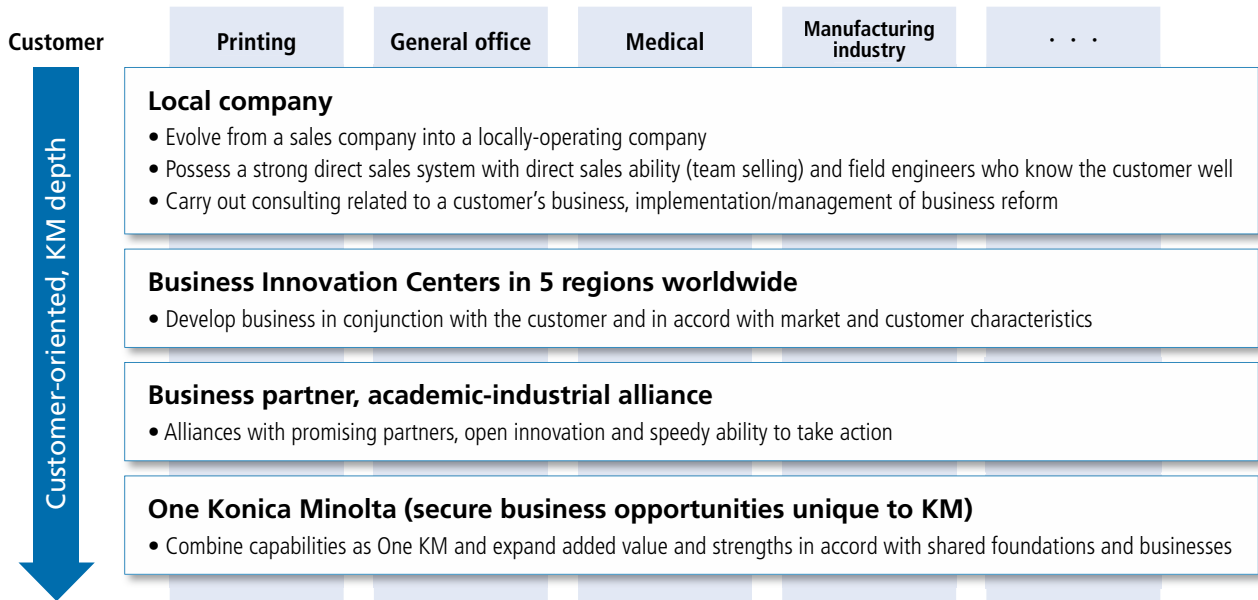 Customer
Printing
General office
Medical
Manufacturing
industry
· · ·
Customer-oriented, KM depth
Local company
• Evolve from a sales company into a locally-operating company
• Possess a strong direct sales system with direct sales ability (team selling) and field engineers who know the customer well
• Carry out consulting related to a customer’s business, implementation/management of business reform
Business Innovation Centers in 5 regions worldwide
• Develop business in conjunction with the customer and in accord with market and customer characteristics
Business partner, academic-industrial alliance
• Alliances with promising partners, open innovation and speedy ability to take action
One Konica Minolta (secure business opportunities unique to KM)
• Combine capabilities as One KM and expand added value and strengths in accord with shared foundations and businesses